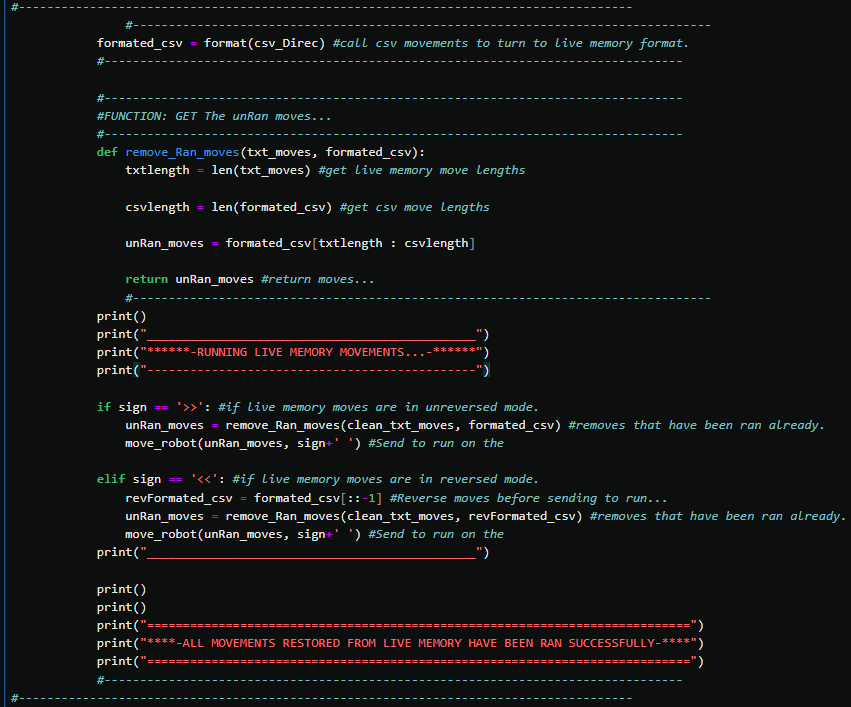 #---------------------------------------------------------------------------------------
#-----------------------------------------------------------------------------------
formated_csv = format(csv_Direc) #call csv movements to turn to live memory format.
#----------------------------------------------------------------------------------
#----------------------------------------------------------------------------------
#FUNCTION: GET The unRan moves...
#----------------------------------------------------------------------------------
def remove_Ran_moves(txt_moves, formated_csv):
txtlength = len(txt_moves) #get live memory move lengths
csvlength = len(formated_csv) #get csv move lengths
unRan_moves = formated_csv[txtlength : csvlength]
return unRan_moves #return moves...
#----------------------------------------------------------------------------------
print()
print("______________________________________________")
print("******-RUNNING LIVE MEMORY MOVEMENTS...-******")
print("----------------------------------------------")
if sign == '>>': #if live memory moves are in unreversed mode.
unRan_moves = remove_Ran_moves(clean_txt_moves, formated_csv) #removes that have been ran already.
move_robot(unRan_moves, sign+' ') #Send to run on the
elif sign == '<<': #if live memory moves are in reversed mode.
revFormated_csv = formated_csv[::-1] #Reverse moves before sending to run...
unRan_moves = remove_Ran_moves(clean_txt_moves, revFormated_csv) #removes that have been ran already.
move_robot(unRan_moves, sign+' ') #Send to run on the
print("______________________________________________")
print()
print()
print("============================================================================")
print("****-ALL MOVEMENTS RESTORED FROM LIVE MEMORY HAVE BEEN RAN SUCCESSFULLY-****")
print("============================================================================")
#----------------------------------------------------------------------------------
#---------------------------------------------------------------------------------------